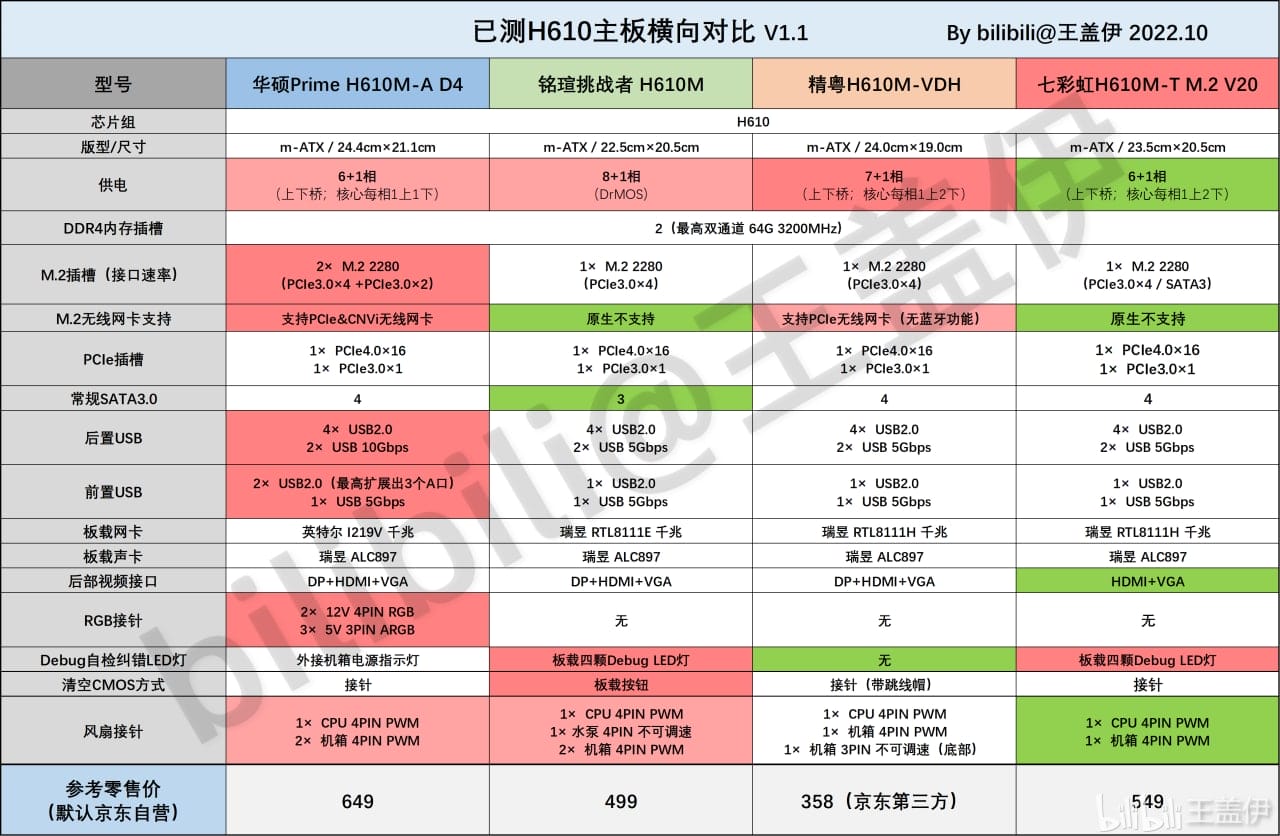 已测H610主板横向对比 V1.1
By bilibili@王盖伊 2022.10
型号
华硕Prime H610M-A D4
铭瑄挑战者 H610M
精粤H610M-VDH
七彩虹H610M-T M.2 V20
芯片组
H610
版型/尺寸
m-ATX / 24.4cm×21.1cm
m-ATX / 22.5cm×20.5cm
m-ATX / 24.0cm×19.0cm
m-ATX / 23.5cm×20.5cm
供电
6+1相
（上下桥；核心每相1上1下）
8+1相
（DrMOS）
7+1相
（上下桥；核心每相1上2下）
6+1相
（上下桥；核心每相1上2下）
DDR4内存插槽
2（最高双通道 64G 3200MHz）
M.2插槽（接口速率）
2× M.2 2280
（PCIe3.0×4 +PCIe3.0×2）
1× M.2 2280
（PCIe3.0×4）
1× M.2 2280
（PCIe3.0×4）
1× M.2 2280
（PCIe3.0×4 / SATA3）
M.2无线网卡支持
支持PCIe&CNVi无线网卡
原生不支持
支持PCIe无线网卡（无蓝牙功能）
原生不支持
PCIe插槽
1× PCIe4.0×16
1× PCIe3.0×1
1× PCIe4.0×16
1× PCIe3.0×1
1× PCIe4.0×16
1× PCIe3.0×1
1× PCIe4.0×16
1× PCIe3.0×1
常规SATA3.0
4
3
4
4
后置USB
4× USB2.0
2× USB 10Gbps
4× USB2.0
2× USB 5Gbps
4× USB2.0
2× USB 5Gbps
4× USB2.0
2× USB 5Gbps
前置USB
2× USB2.0（最高扩展出3个A口）
1× USB 5Gbps
1× USB2.0
1× USB 5Gbps
1× USB2.0
1× USB 5Gbps
1× USB2.0
1× USB 5Gbps
板载网卡
英特尔 I219V 千兆
瑞昱 RTL8111E 千兆
瑞昱 RTL8111H 千兆
瑞昱 RTL8111H 千兆
板载声卡
瑞昱 ALC897
瑞昱 ALC897
瑞昱 ALC897
瑞昱 ALC897
后部视频接口
DP+HDMI+VGA
DP+HDMI+VGA
DP+HDMI+VGA
HDMI+VGA
RGB接针
2× 12V 4PIN RGB
3× 5V 3PIN ARGB
无
无
无
Debug自检纠错LED灯
外接机箱电源指示灯
板载四颗Debug LED灯
无
板载四颗Debug LED灯
清空CMOS方式
接针
板载按钮
接针（带跳线帽）
接针
风扇接针
1× CPU 4PIN PWM
2× 机箱 4PIN PWM
1× CPU 4PIN PWM
1× 水泵 4PIN 不可调速
2× 机箱 4PIN PWM
1× CPU 4PIN PWM
1× 机箱 4PIN PWM
1× 机箱 3PIN 不可调速（底部）
1× CPU 4PIN PWM
1× 机箱 4PIN PWM
参考零售价
（默认京东自营）
649
499
358（京东第三方）
549
bilibili@王盖伊
bilibili 王盖伊